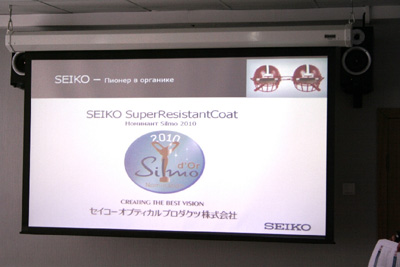 SEIKO – Пионер в органике
SEIKO SuperResistantCoat
Номинант Silmo 2010
2010
Silmo d'Or
CREATING THE BEST VISION
セイコーオプティカルプロダクツ株式会社
SEIKO